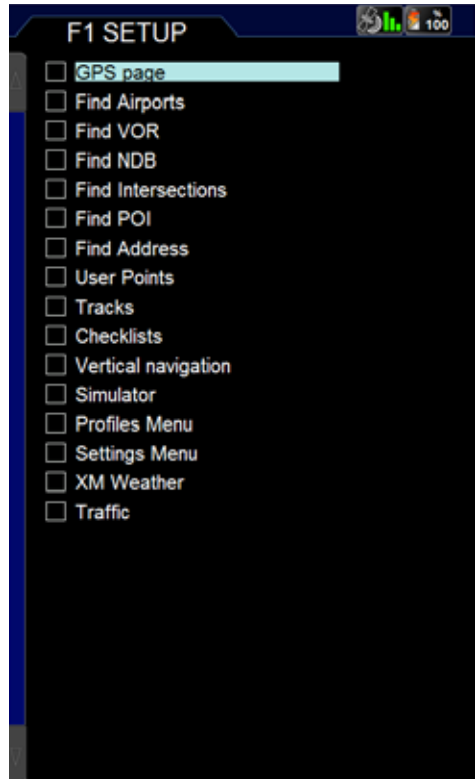 F1 SETUP
%
100
GPS page
Find Airports
Find VOR
Find NDB
Find Intersections
Find POI
Find Address
User Points
Tracks
Checklists
Vertical navigation
Simulator
Profiles Menu
Settings Menu
XM Weather
Traffic